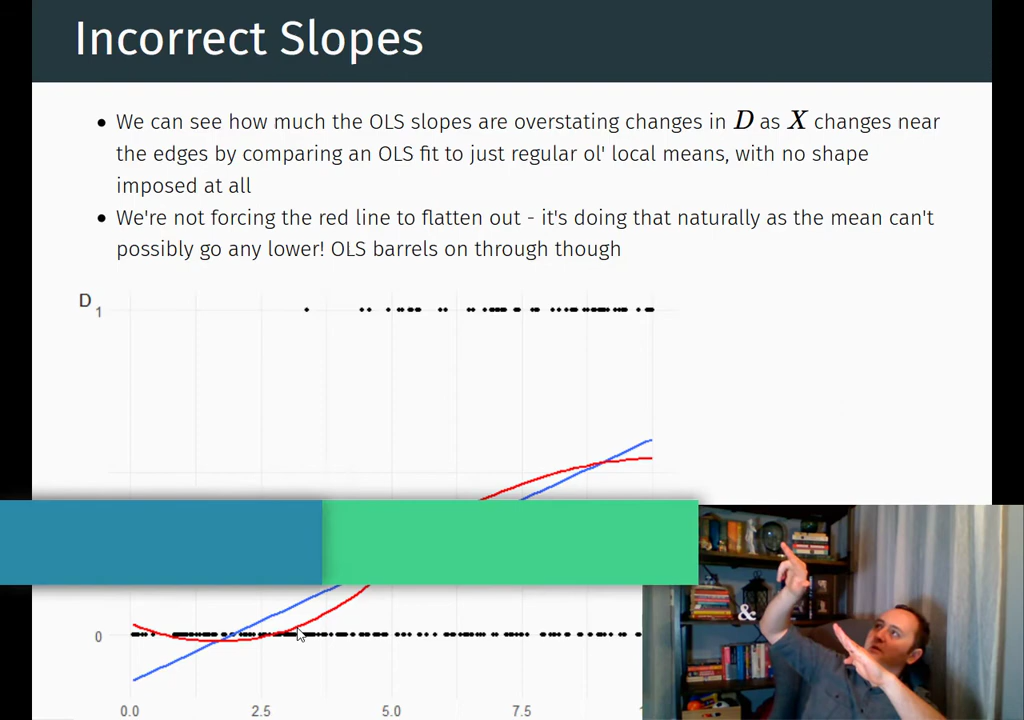 Incorrect Slopes
We can see how much the OLS slopes are overstating changes in D as X changes near
the edges by comparing an OLS fit to just regular ol' local means, with no shape
imposed at all
We're not forcing the red line to flatten out - it's doing that naturally as the mean can't
possibly go any lower! OLS barrels on through though
D
1
0
0.0 2.5 5.0 7.5
&